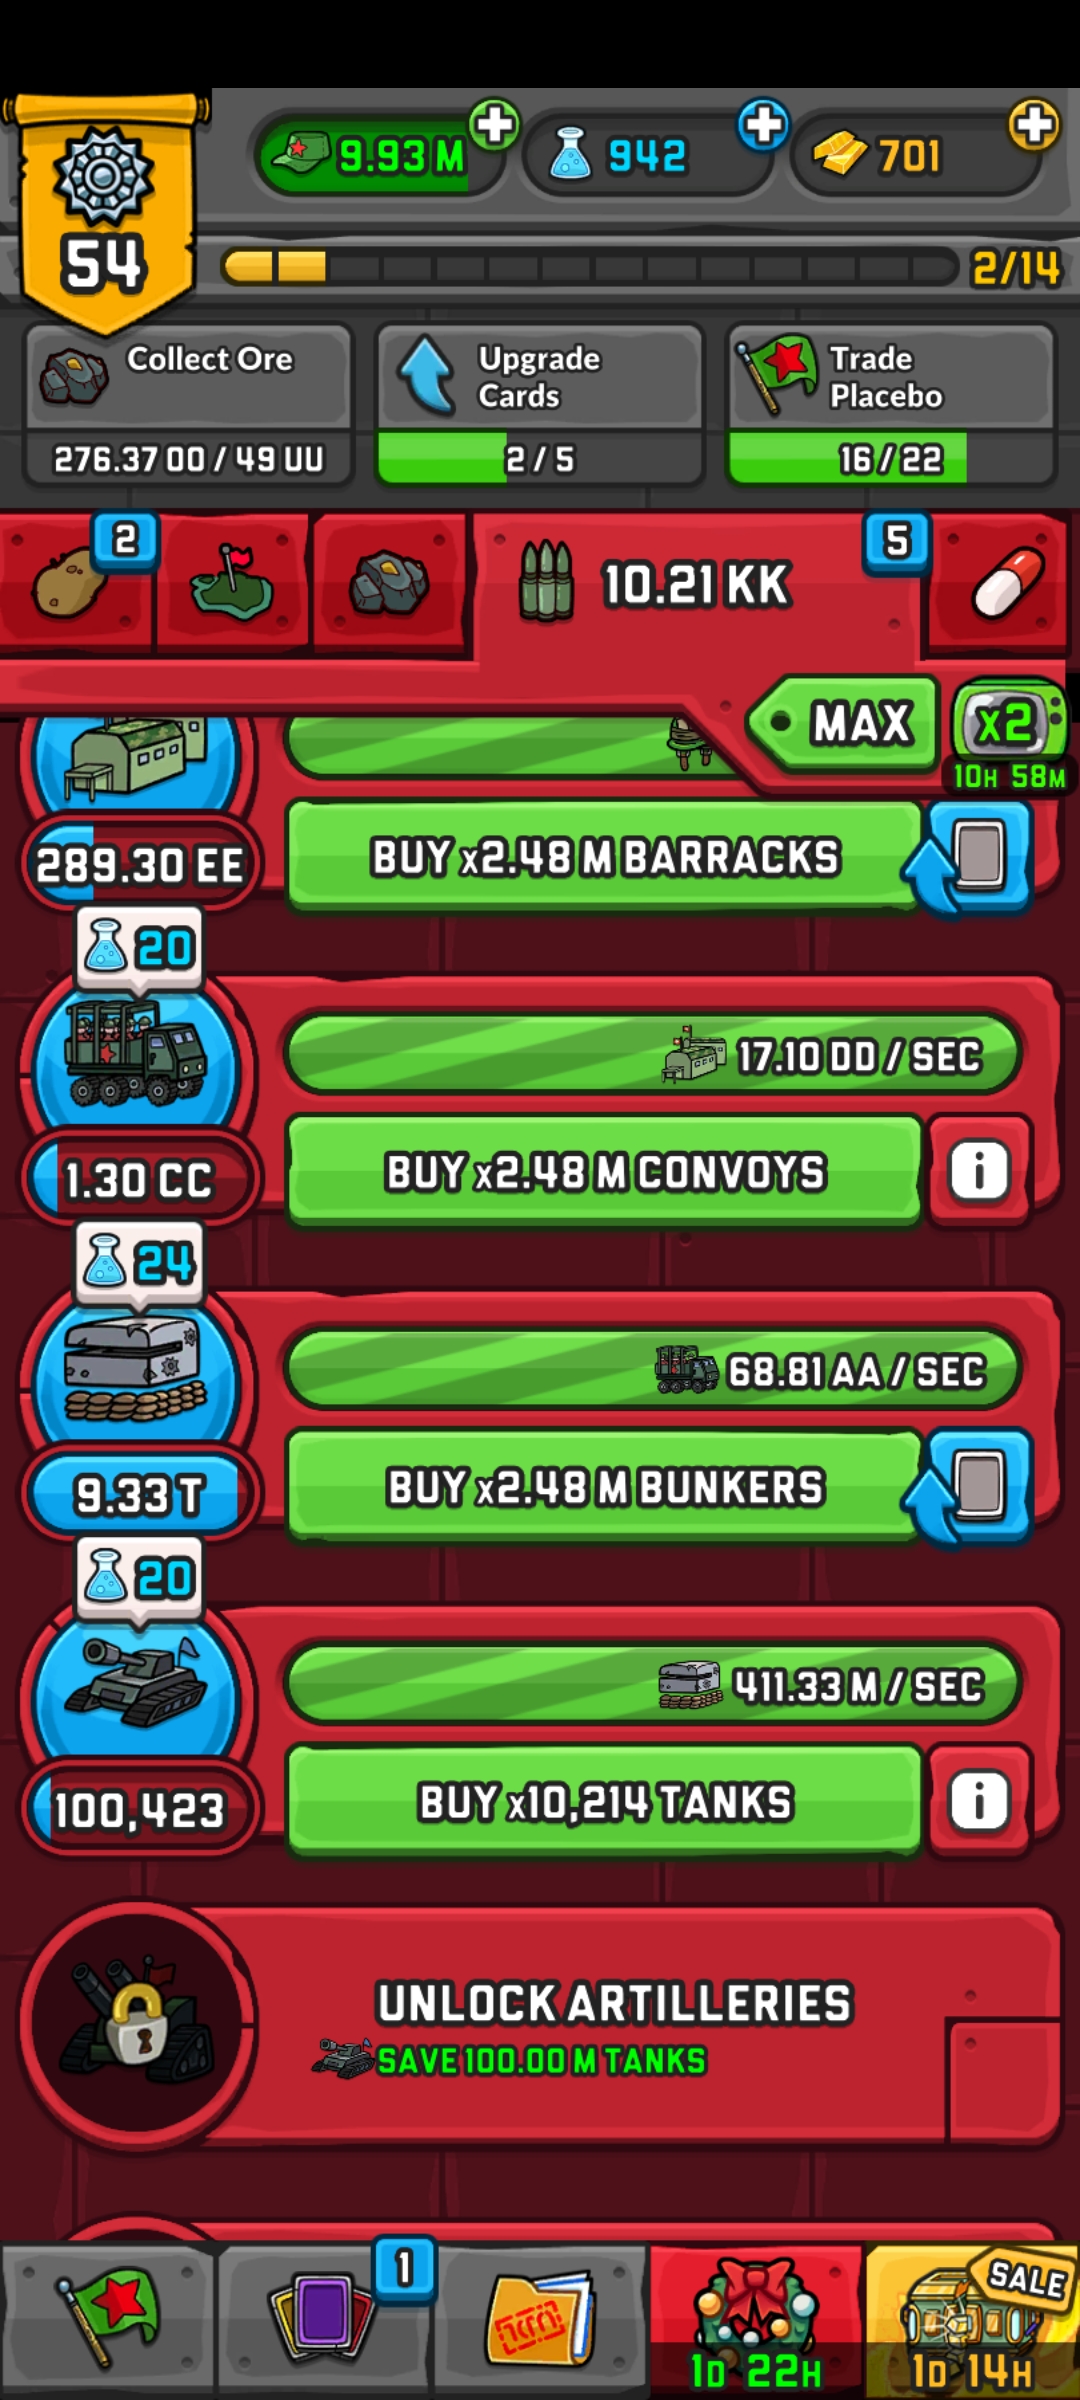 9.93 M
942
701
54
2/14
Collect Ore
276.37 OO / 49 UU
Upgrade
Cards
2 / 5
Trade
Placebo
16 / 22
2
10.21 KK
5
MAX
x2
10H 58M
289.30 EE
BUY x2.48 M BARRACKS
20
17.10 DD / SEC
1.30 CC
BUY x2.48 M CONVOYS
i
24
68.81 AA / SEC
9.33 T
BUY x2.48 M BUNKERS
20
411.33 M / SEC
100,423
BUY x10,214 TANKS
i
UNLOCK ARTILLERIES
SAVE 100.00 M TANKS
1
SALE
1D 22H
1D 14H